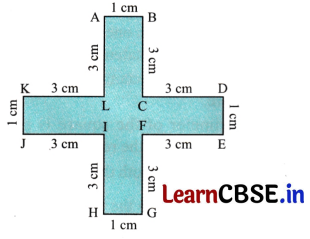 1 cm
A B
3 cm 3 cm
K 3 cm 3 cm D
L C
1 cm 1 cm
I F
J 3 cm 3 cm E
3 cm 3 cm
H G
1 cm
LearnCBSE.in